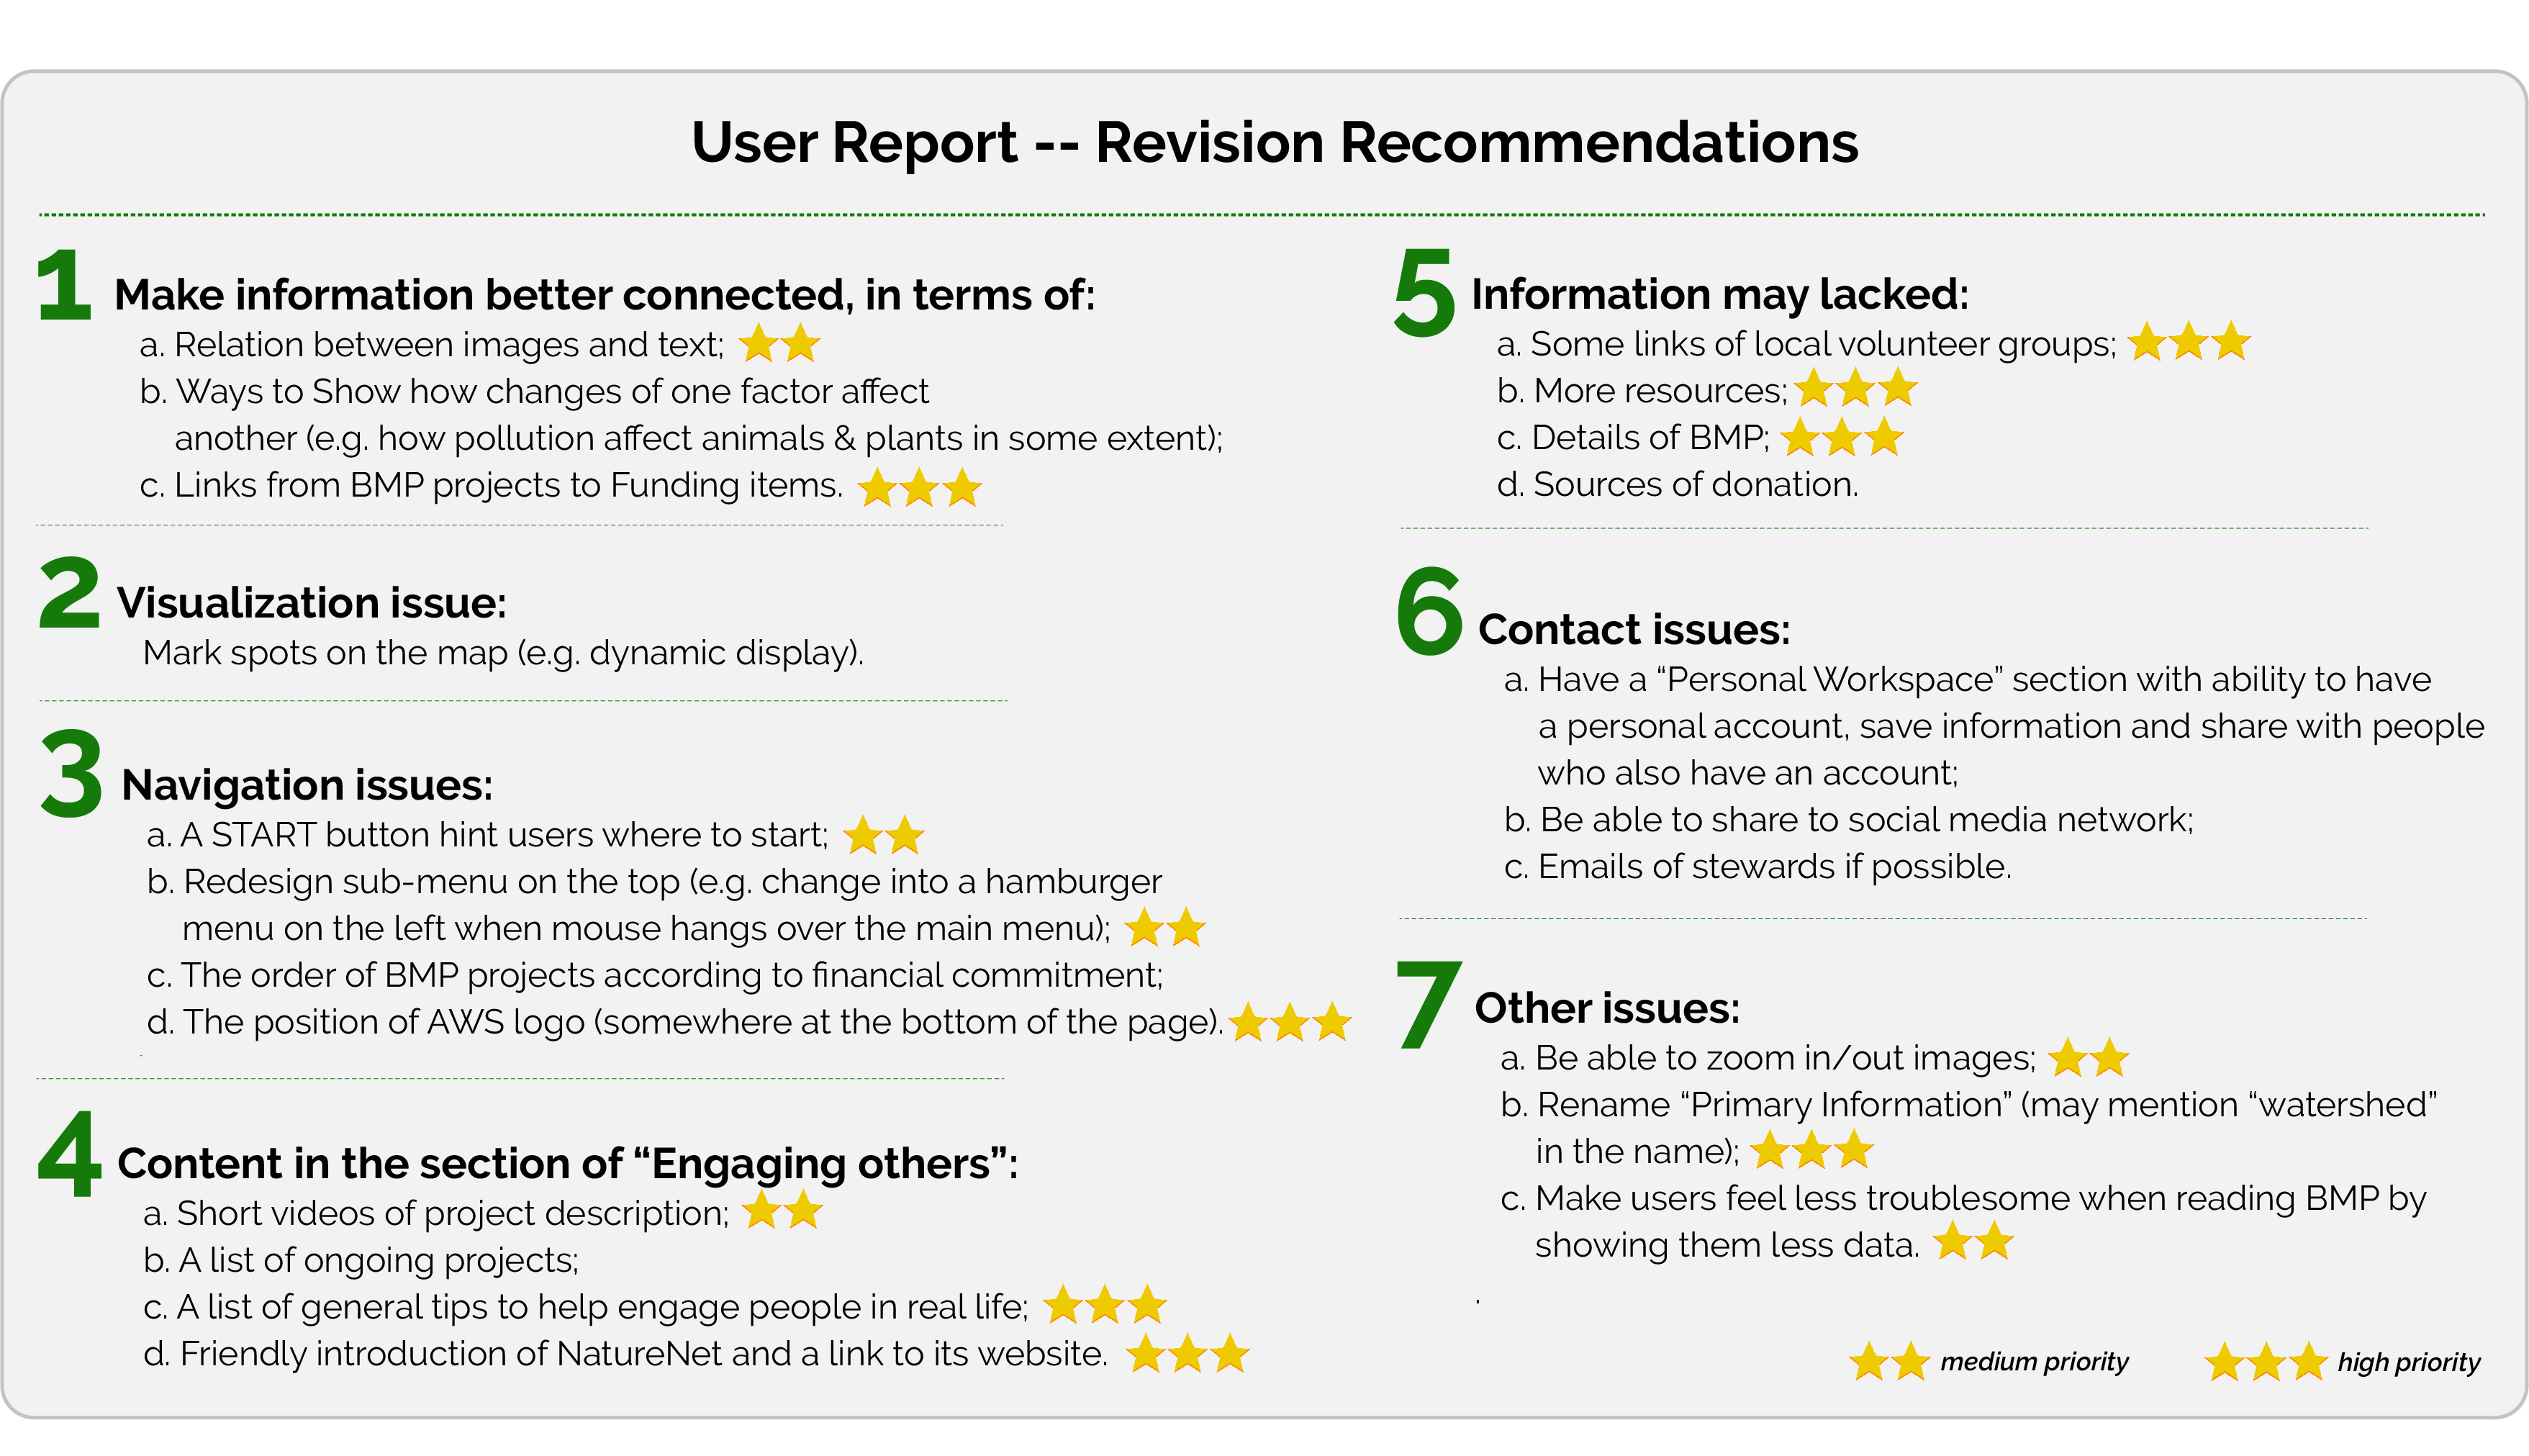 User Report -- Revision Recommendations
1 Make information better connected, in terms of:
a. Relation between images and text;
b. Ways to Show how changes of one factor affect
another (e.g. how pollution affect animals & plants in some extent);
c. Links from BMP projects to Funding items.
2 Visualization issue:
Mark spots on the map (e.g. dynamic display).
3 Navigation issues:
a. A START button hint users where to start;
b. Redesign sub-menu on the top (e.g. change into a hamburger
menu on the left when mouse hangs over the main menu);
c. The order of BMP projects according to financial commitment;
d. The position of AWS logo (somewhere at the bottom of the page).
4 Content in the section of “Engaging others”:
a. Short videos of project description;
b. A list of ongoing projects;
c. A list of general tips to help engage people in real life;
d. Friendly introduction of NatureNet and a link to its website.
5 Information may lacked:
a. Some links of local volunteer groups;
b. More resources;
c. Details of BMP;
d. Sources of donation.
6 Contact issues:
a. Have a “Personal Workspace” section with ability to have
a personal account, save information and share with people
who also have an account;
b. Be able to share to social media network;
c. Emails of stewards if possible.
7 Other issues:
a. Be able to zoom in/out images;
b. Rename “Primary Information” (may mention “watershed”
in the name);
c. Make users feel less troublesome when reading BMP by
showing them less data.
medium priority
high priority